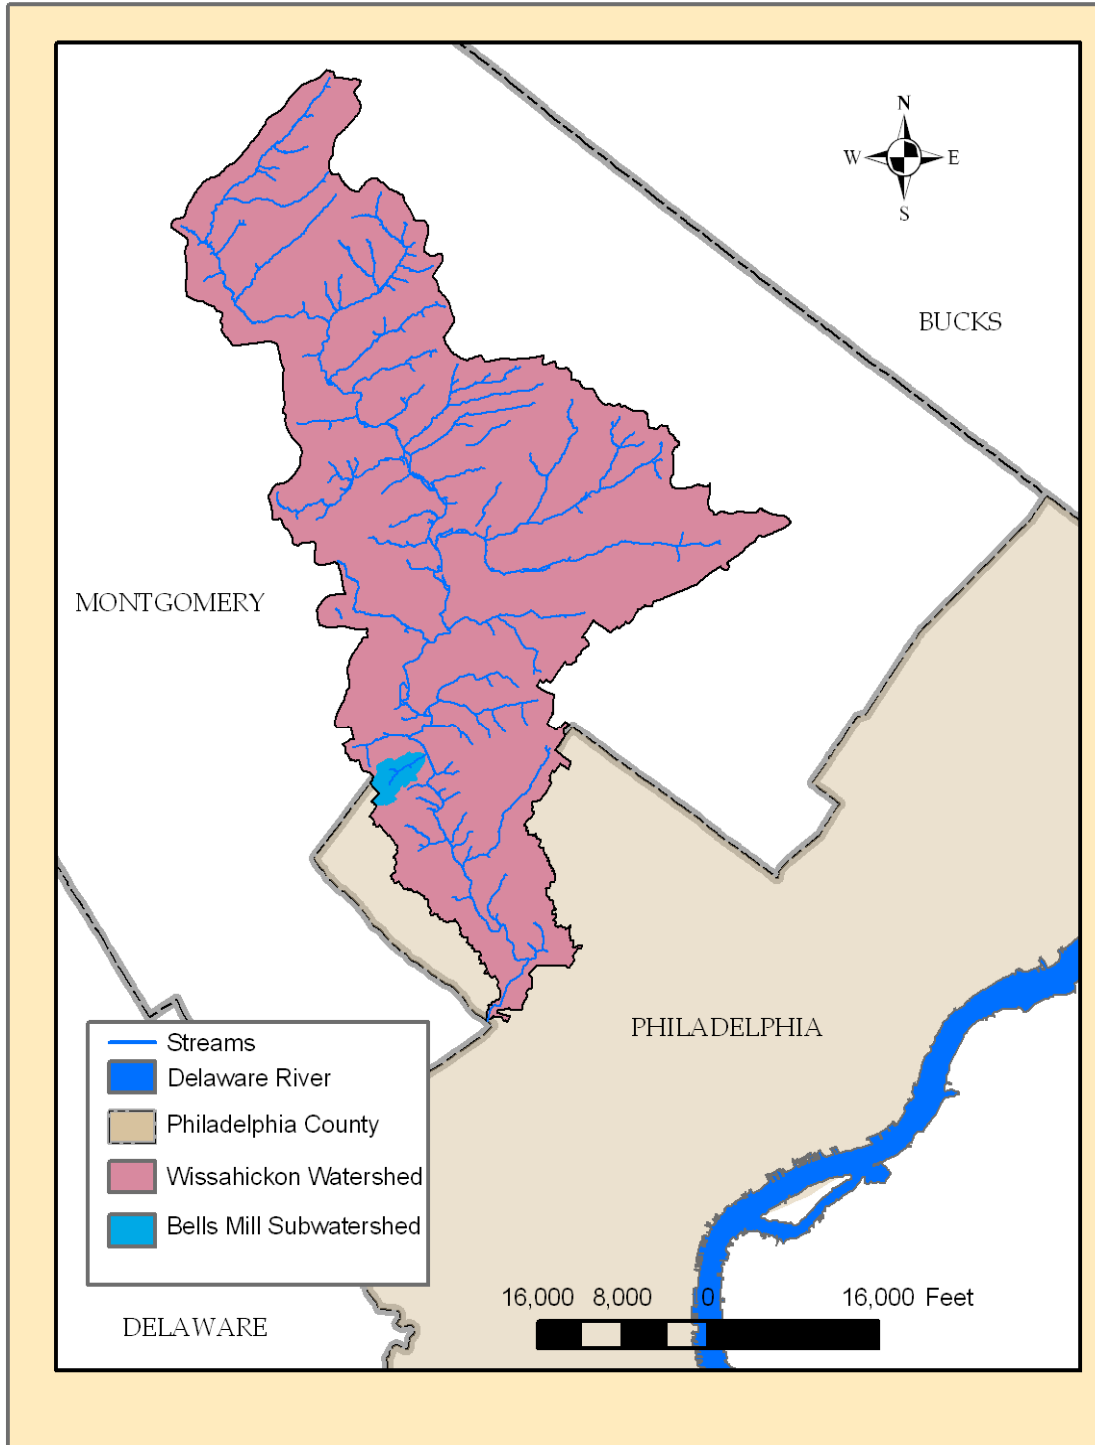 N
W E
S
BUCKS
MONTGOMERY
PHILADELPHIA
Streams
Delaware River
Philadelphia County
Wissahickon Watershed
Bells Mill Subwatershed
16,000 8,000 0 16,000 Feet
DELAWARE